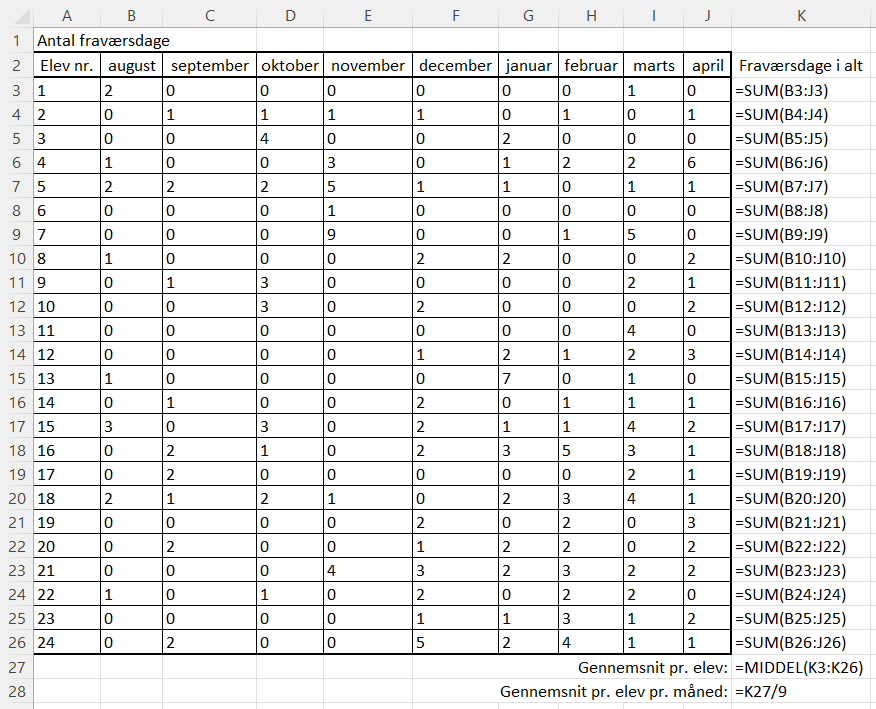 A B C D E F G H I J K
1 Antal fraværsdage
2 Elev nr. august september oktober november december januar februar marts april Fraværsdage i alt
3 1 2 0 0 0 0 0 0 1 0 =SUM(B3:J3)
4 2 0 1 1 1 1 0 1 0 1 =SUM(B4:J4)
5 3 0 0 4 0 0 2 0 0 0 =SUM(B5:J5)
6 4 1 0 0 3 0 1 2 2 6 =SUM(B6:J6)
7 5 2 2 2 5 1 1 0 1 1 =SUM(B7:J7)
8 6 0 0 0 1 0 0 0 0 0 =SUM(B8:J8)
9 7 0 0 0 9 0 0 1 5 0 =SUM(B9:J9)
10 8 1 0 0 0 2 2 0 0 2 =SUM(B10:J10)
11 9 0 1 3 0 0 0 0 2 1 =SUM(B11:J11)
12 10 0 0 3 0 2 0 0 0 2 =SUM(B12:J12)
13 11 0 0 0 0 0 0 0 4 0 =SUM(B13:J13)
14 12 0 0 0 0 1 2 1 2 3 =SUM(B14:J14)
15 13 1 0 0 0 0 7 0 1 0 =SUM(B15:J15)
16 14 0 1 0 0 2 0 1 1 1 =SUM(B16:J16)
17 15 3 0 3 0 2 1 1 4 2 =SUM(B17:J17)
18 16 0 2 1 0 2 3 5 3 1 =SUM(B18:J18)
19 17 0 2 0 0 0 0 0 2 1 =SUM(B19:J19)
20 18 2 1 2 1 0 2 3 4 1 =SUM(B20:J20)
21 19 0 0 0 0 2 0 2 0 3 =SUM(B21:J21)
22 20 0 2 0 0 1 2 2 0 2 =SUM(B22:J22)
23 21 0 0 0 4 3 2 3 2 2 =SUM(B23:J23)
24 22 1 0 1 0 2 0 2 2 0 =SUM(B24:J24)
25 23 0 0 0 0 1 1 3 1 2 =SUM(B25:J25)
26 24 0 2 0 0 5 2 4 1 1 =SUM(B26:J26)
27 Gennemsnit pr. elev: =MIDDEL(K3:K26)
28 Gennemsnit pr. elev pr. måned: =K27/9